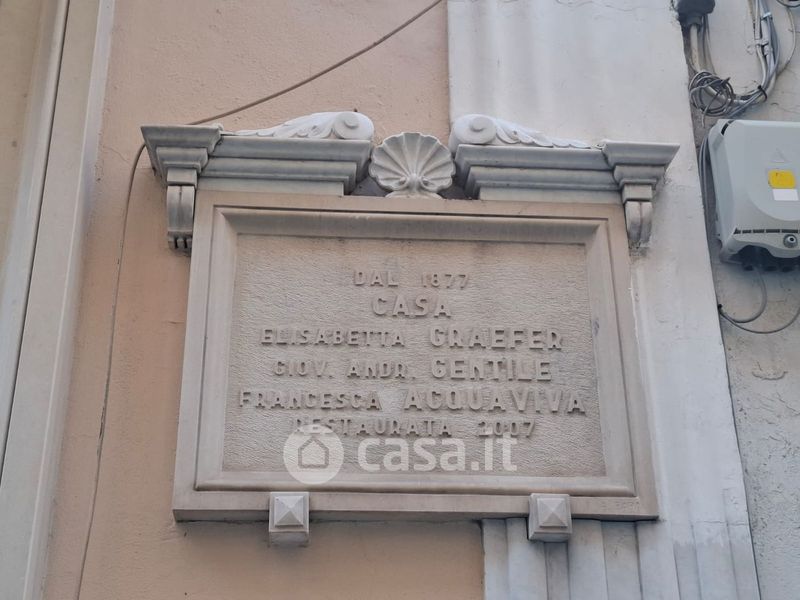 DAL 1877
CASA
ELISABETTA GRAEFER
GIOV. ANDR. GENTILE
FRANCESCA ACQUAVIVA
RESTAURATA 2007
casa.it